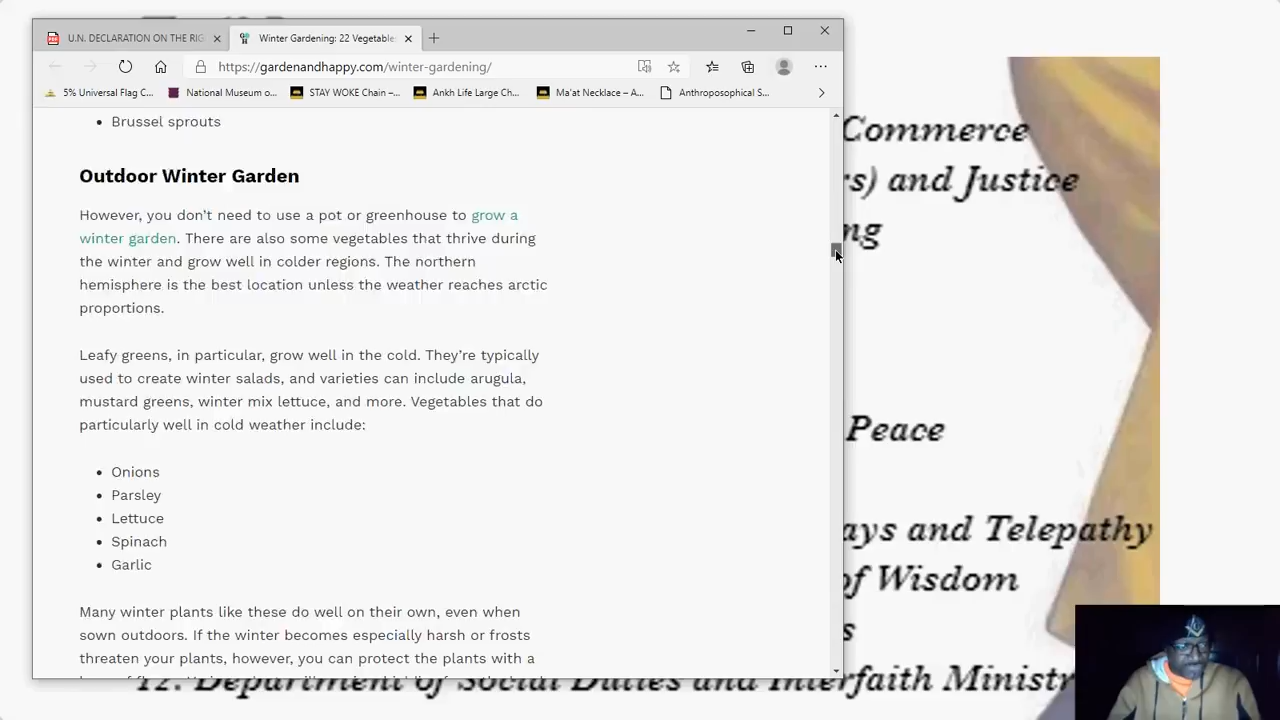 U.N. DECLARATION ON THE RIG
Winter Gardening: 22 Vegetable
https://gardenandhappy.com/winter-gardening/
5% Universal Flag C...
National Museum o...
STAY WOKE Chain –...
Ankh Life Large Ch...
Ma'at Necklace – A...
Anthroposophical S...
• Brussel sprouts
Outdoor Winter Garden
However, you don't need to use a pot or greenhouse to grow a
winter garden. There are also some vegetables that thrive during
the winter and grow well in colder regions. The northern
hemisphere is the best location unless the weather reaches arctic
proportions.
Leafy greens, in particular, grow well in the cold. They're typically
used to create winter salads, and varieties can include arugula,
mustard greens, winter mix lettuce, and more. Vegetables that do
particularly well in cold weather include:
• Onions
• Parsley
• Lettuce
• Spinach
• Garlic
Many winter plants like these do well on their own, even when
sown outdoors. If the winter becomes especially harsh or frosts
threaten your plants, however, you can protect the plants with a
Commerce
rs) and Justice
ng
Peace
ays and Telepathy
of Wisdom
s
12. Department of Social Duties and Interfaith Ministr